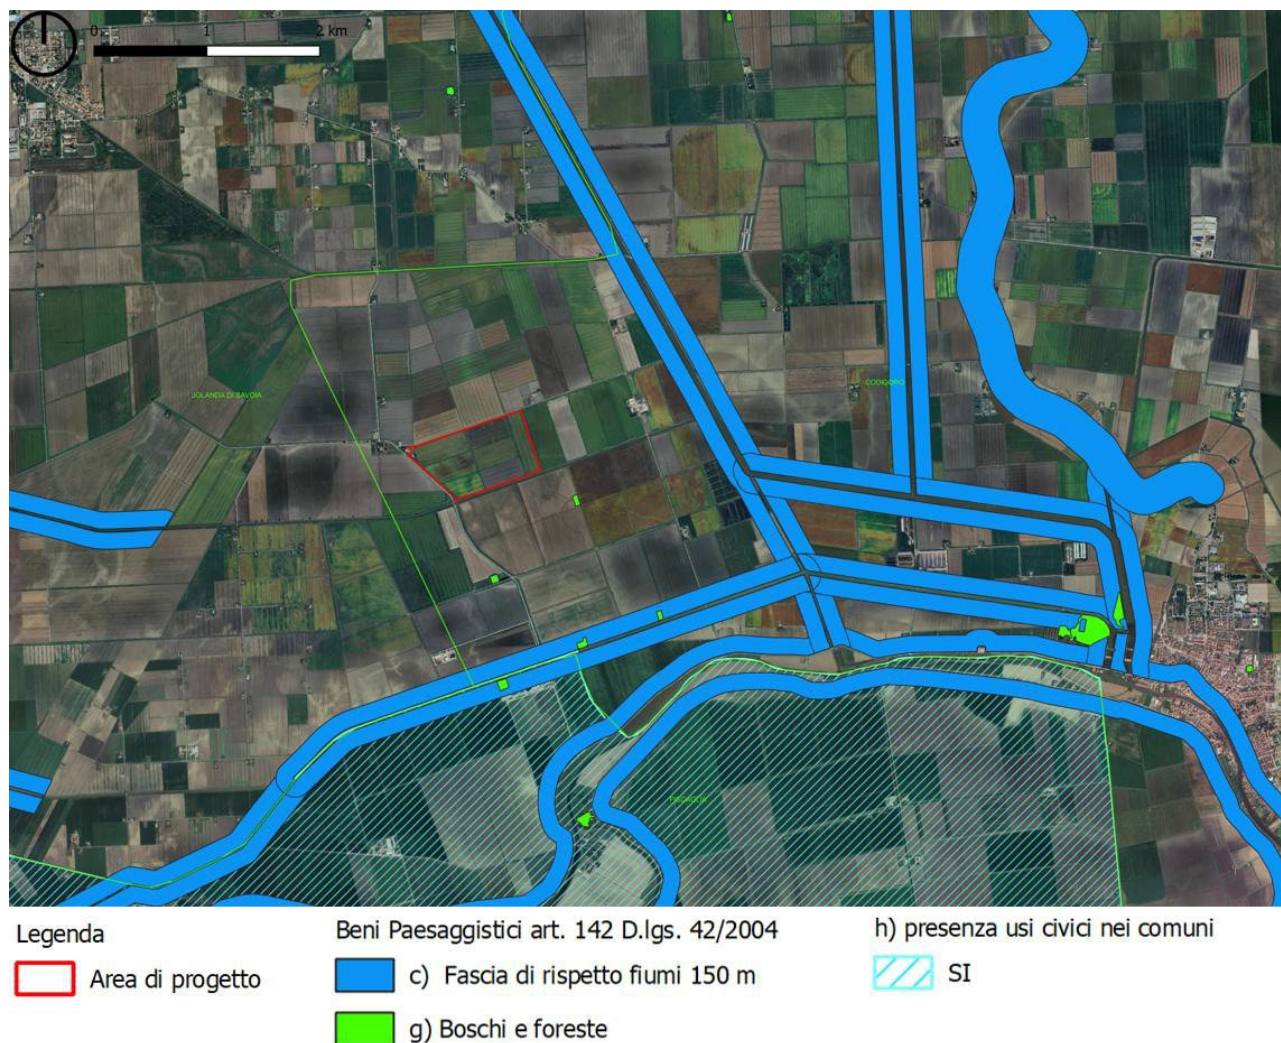 0 1 2 km
JOLANDA DI SAVOIA
CODIGORO
FISCAGLIA
Legenda
Area di progetto
Beni Paesaggistici art. 142 D.lgs. 42/2004
c) Fascia di rispetto fiumi 150 m
g) Boschi e foreste
h) presenza usi civici nei comuni
SI